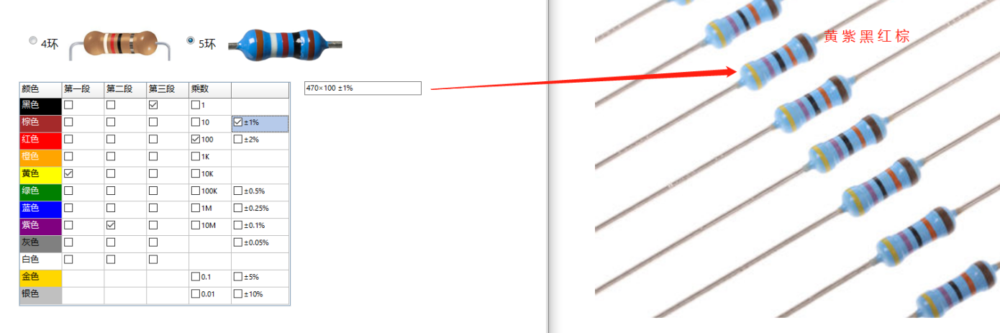 4环
5环
黄紫黑红棕
470×100 ±1%
颜色 第一段 第二段 第三段 乘数
黑色 1
棕色 10 ±1%
红色 100 ±2%
橙色 1K
黄色 10K
绿色 100K ±0.5%
蓝色 1M ±0.25%
紫色 10M ±0.1%
灰色 ±0.05%
白色
金色 0.1 ±5%
银色 0.01 ±10%